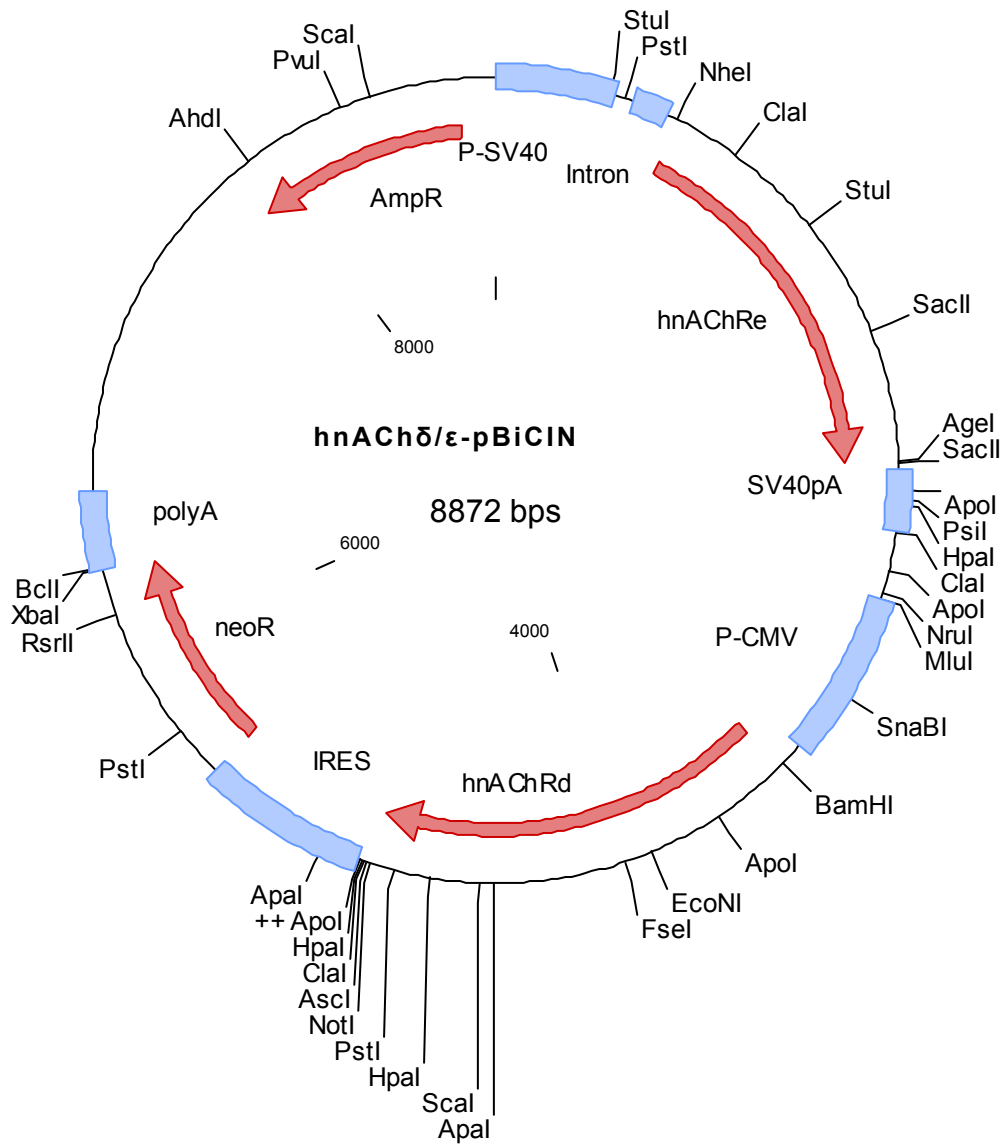 ScaI
PvuI
AhdI
StuI
PstI
NheI
ClaI
StuI
SacII
AgeI
SacII
ApoI
PsiI
HpaI
ClaI
ApoI
NruI
MluI
SnaBI
BamHI
ApoI
EcoNI
FseI
ApaI
ScaI
HpaI
PstI
NotI
AscI
ClaI
HpaI
++ ApoI
ApaI
PstI
RsrII
XbaI
BclI
P-SV40
Intron
AmpR
hnAChRe
8000
hnAChδ/ε-pBiCIN
8872 bps
SV40pA
polyA
6000
neoR
4000
P-CMV
IRES
hnAChRd